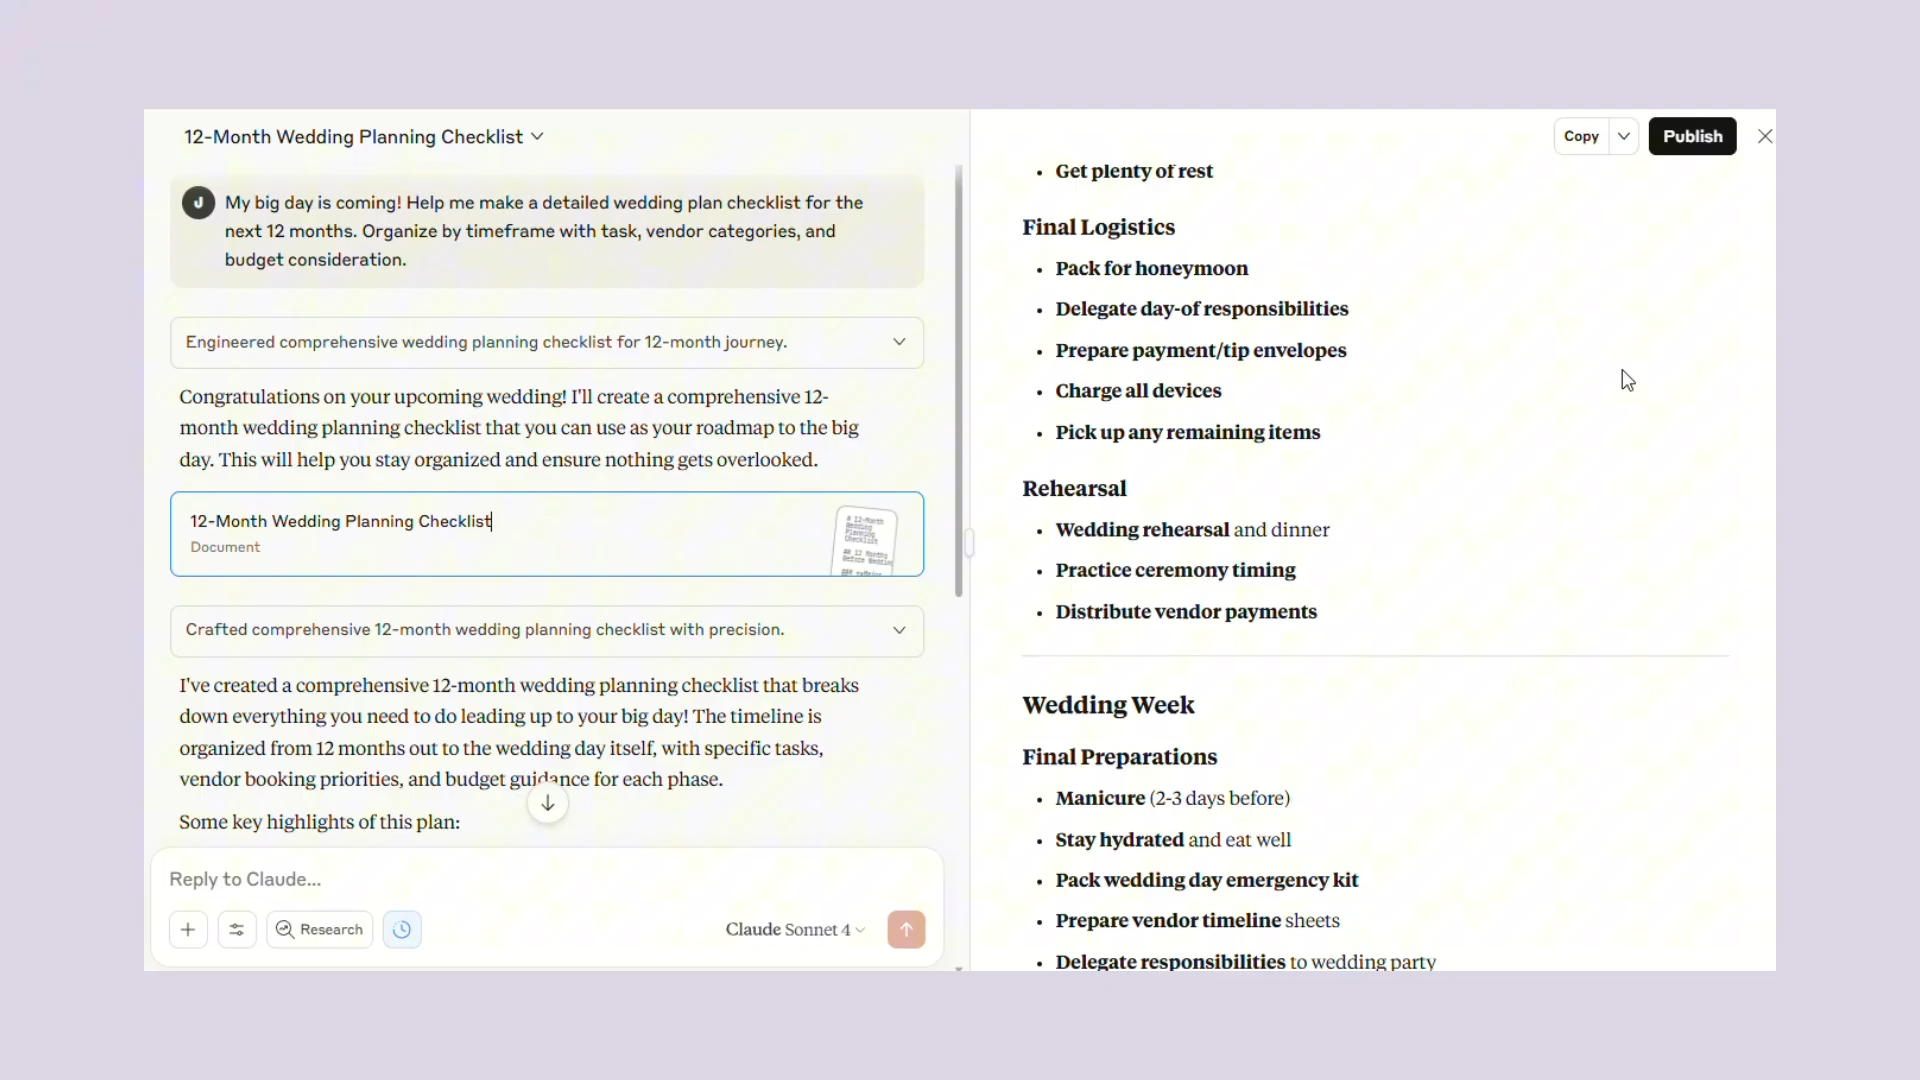 12-Month Wedding Planning Checklist
J
My big day is coming! Help me make a detailed wedding plan checklist for the
next 12 months. Organize by timeframe with task, vendor categories, and
budget consideration.
Engineered comprehensive wedding planning checklist for 12-month journey.
Congratulations on your upcoming wedding! I'll create a comprehensive 12-
month wedding planning checklist that you can use as your roadmap to the big
day. This will help you stay organized and ensure nothing gets overlooked.
12-Month Wedding Planning Checklist
Document
# 12-Month
Wedding
Planning
Checklist
## 12 Months
Before Wedding
Crafted comprehensive 12-month wedding planning checklist with precision.
I've created a comprehensive 12-month wedding planning checklist that breaks
down everything you need to do leading up to your big day! The timeline is
organized from 12 months out to the wedding day itself, with specific tasks,
vendor booking priorities, and budget guidance for each phase.
Some key highlights of this plan:
Reply to Claude...
Research
Claude Sonnet 4
Copy
Publish
• Get plenty of rest
Final Logistics
• Pack for honeymoon
• Delegate day-of responsibilities
• Prepare payment/tip envelopes
• Charge all devices
• Pick up any remaining items
Rehearsal
• Wedding rehearsal and dinner
• Practice ceremony timing
• Distribute vendor payments
Wedding Week
Final Preparations
• Manicure (2-3 days before)
• Stay hydrated and eat well
• Pack wedding day emergency kit
• Prepare vendor timeline sheets
• Delegate responsibilities to wedding party